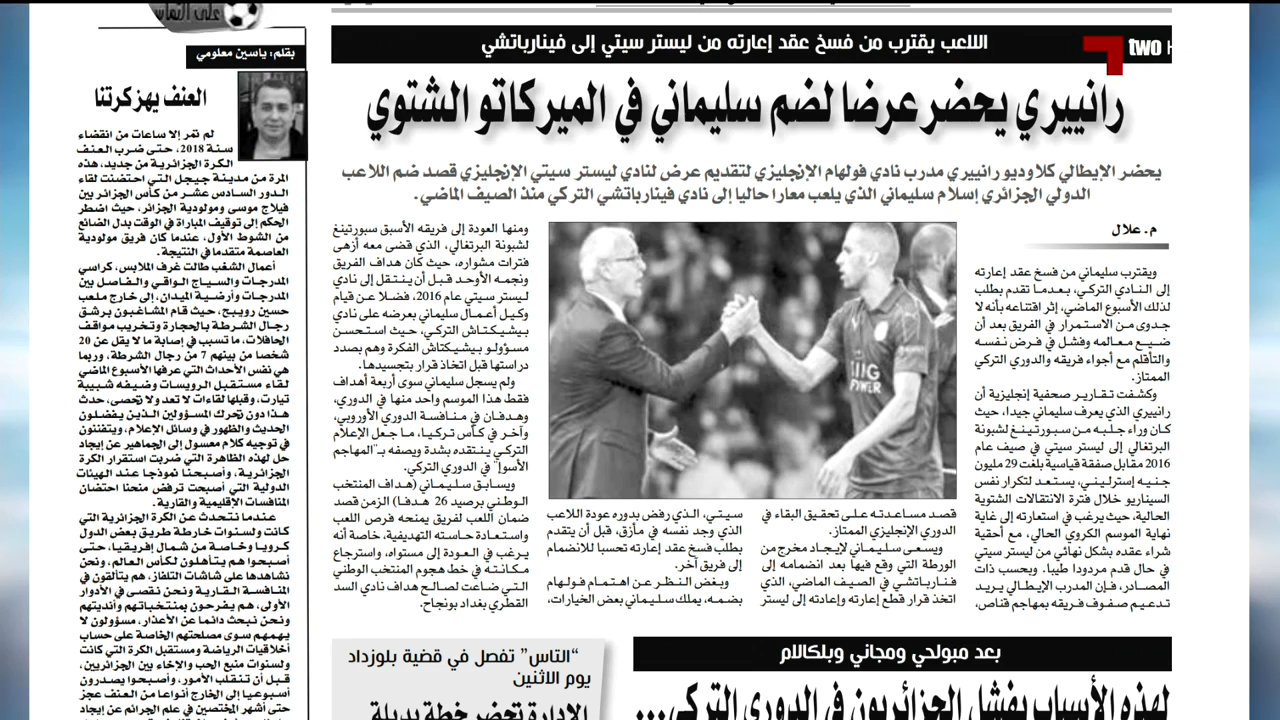 two
اللاعب يقترب من فسخ عقد إعارته من ليستر سيتي إلى فينارباتشي
رانييري يحضر عرضا لضم سليماني في الميركاتو الشتوي
يحضر الإيطالي كلاوديو رانييري مدرب نادي فولهام الإنجليزي لتقديم عرض لنادي ليستر سيتي الإنجليزي قصد ضم اللاعب
الدولي الجزائري إسلام سليماني الذي يلعب معارا حاليا إلى نادي فينارباتشي التركي منذ الصيف الماضي.
م. علال
ويقترب سليماني من فسخ عقد إعارته
إلى النادي التركي، بعدما تقدم بطلب
لذلك الأسبوع الماضي، إثر اقتناعه بأنه لا
جدوى من الاستمرار في الفريق بعد أن
ضيع معالمه وفشل في فرض نفسه
والتأقلم مع أجواء فريقه والدوري التركي
الممتاز.
وكشفت تقارير صحفية إنجليزية أن
رانييري الذي يعرف سليماني جيدا، حيث
كان وراء جلبه من سبورتينغ لشبونة
البرتغالي إلى ليستر سيتي في صيف عام
2016 مقابل صفقة قياسية بلغت 29 مليون
جنيه إسترليني، يستعد لتكرار نفس
السيناريو خلال فترة الانتقالات الشتوية
الحالية، حيث يرغب في استعارته إلى غاية
نهاية الموسم الكروي الحالي، مع أحقية
شراء عقده بشكل نهائي من ليستر سيتي
في حال قدم مردودا طيبا. وبحسب ذات
المصادر، فإن المدرب الإيطالي يريد
تدعيم صفوف فريقه بمهاجم قناص،
قصد مساعدته على تحقيق البقاء في
الدوري الإنجليزي الممتاز.
ويسعى سليماني لإيجاد مخرج من
الورطة التي وقع فيها بعد انضمامه إلى
فنارباتشي في الصيف الماضي، الذي
اتخذ قرار قطع إعارته وإعادته إلى ليستر
سيتي، الذي رفض بدوره عودة اللاعب
الذي وجد نفسه في مأزق، قبل أن يتقدم
بطلب فسخ عقد إعارته تحسبا للانضمام
إلى فريق آخر.
وبغض النظر عن اهتمام فولهام
بضمه، يملك سليماني بعض الخيارات،
ومنها العودة إلى فريقه الأسبق سبورتينغ
لشبونة البرتغالي، الذي قضى معه أزهى
فترات مشواره، حيث كان هداف الفريق
ونجمه الأوحد قبل أن ينتقل إلى نادي
ليستر سيتي عام 2016، فضلا عن قيام
وكيل أعمال سليماني بعرضه على نادي
بيشيكتاش التركي، حيث استحسن
مسؤولو بيشيكتاش الفكرة وهم بصدد
دراستها قبل اتخاذ قرار بتجسيدها.
ولم يسجل سليماني سوى أربعة أهداف
فقط هذا الموسم واحد منها في الدوري،
وهدفان في منافسة الدوري الأوروبي،
وآخر في كأس تركيا، ما جعل الإعلام
التركي ينتقده بشدة ويصفه بـ"المهاجم
الأسوأ" في الدوري التركي.
ويسابق سليماني (هداف المنتخب
الوطني برصيد 26 هدفا) الزمن قصد
ضمان اللعب لفريق يمنحه فرص اللعب
واستعادة حاسته التهديفية، خاصة أنه
يرغب في العودة إلى مستواه، واسترجاع
مكانته في خط هجوم المنتخب الوطني
التي ضاعت لصالح هداف نادي السد
القطري بغداد بونجاح.
KING
POWER
على التماس
بقلم: ياسين معلومي
العنف يهز كرتنا
لم تمر إلا ساعات من انقضاء
سنة 2018، حتى ضرب العنف
الكرة الجزائرية من جديد، هذه
المرة من مدينة جيجل التي احتضنت لقاء
الدور السادس عشر من كأس الجزائر بين
فيلاج موسى ومولودية الجزائر، حيث اضطر
الحكم إلى توقيف المباراة في الوقت بدل الضائع
من الشوط الأول، عندما كان فريق مولودية
العاصمة متقدما في النتيجة.
أعمال الشغب طالت غرف الملابس، كراسي
المدرجات والسياج الواقي والفاصل بين
المدرجات وأرضية الميدان، إلى خارج ملعب
حسين رويبح، حيث قام المشاغبون برشق
رجال الشرطة بالحجارة وتخريب مواقف
الحافلات، ما تسبب في إصابة ما لا يقل عن 20
شخصا من بينهم 7 من رجال الشرطة، وربما
هي نفس الأحداث التي عرفها الأسبوع الماضي
لقاء مستقبل الرويسات وضيفه شبيبة
تيارت، وقبلها لقاءات لا تعد ولا تحصى، حدث
هذا دون تحرك المسؤولين الذين يفضلون
الحديث والظهور في وسائل الإعلام، ويتفننون
في توجيه كلام معسول إلى الجماهير عن إيجاد
حل لهذه الظاهرة التي ضربت استقرار الكرة
الجزائرية، وأصبحنا نموذجا عند الهيئات
الدولية التي أصبحت ترفض منحنا احتضان
المنافسات الإقليمية والقارية.
عندما نتحدث عن الكرة الجزائرية التي
كانت ولسنوات خارطة طريق بعض الدول
كرويا وخاصة من شمال إفريقيا، حتى
أصبحوا هم يتأهلون لكأس العالم، ونحن
نشاهدها على شاشات التلفاز، هم يتألقون في
المنافسة القارية ونحن نقصى في الأدوار
الأولى، هم يفرحون بمنتخباتهم وأنديتهم
ونحن نبحث دائما عن الأعذار، مسؤولون لا
يهمهم سوى مصلحتهم الخاصة على حساب
أخلاقيات الرياضة ومستقبل الكرة التي كانت
ولسنوات منبع الحب والإخاء بين الجزائريين،
قبل أن تنقلب الأمور، وأصبحوا يصدرون
أسبوعيا إلى الخارج أنواعا من العنف عجز
حتى أشهر المختصين في علم الجرائم عن إيجاد
"التاس" تفصل في قضية بلوزداد
يوم الاثنين
الإدارة تحضر خطة بديلة
بعد مبولحي ومجاني وبلكالام
لهذه الأسباب يفشل الجزائريون في الدوري التركي...